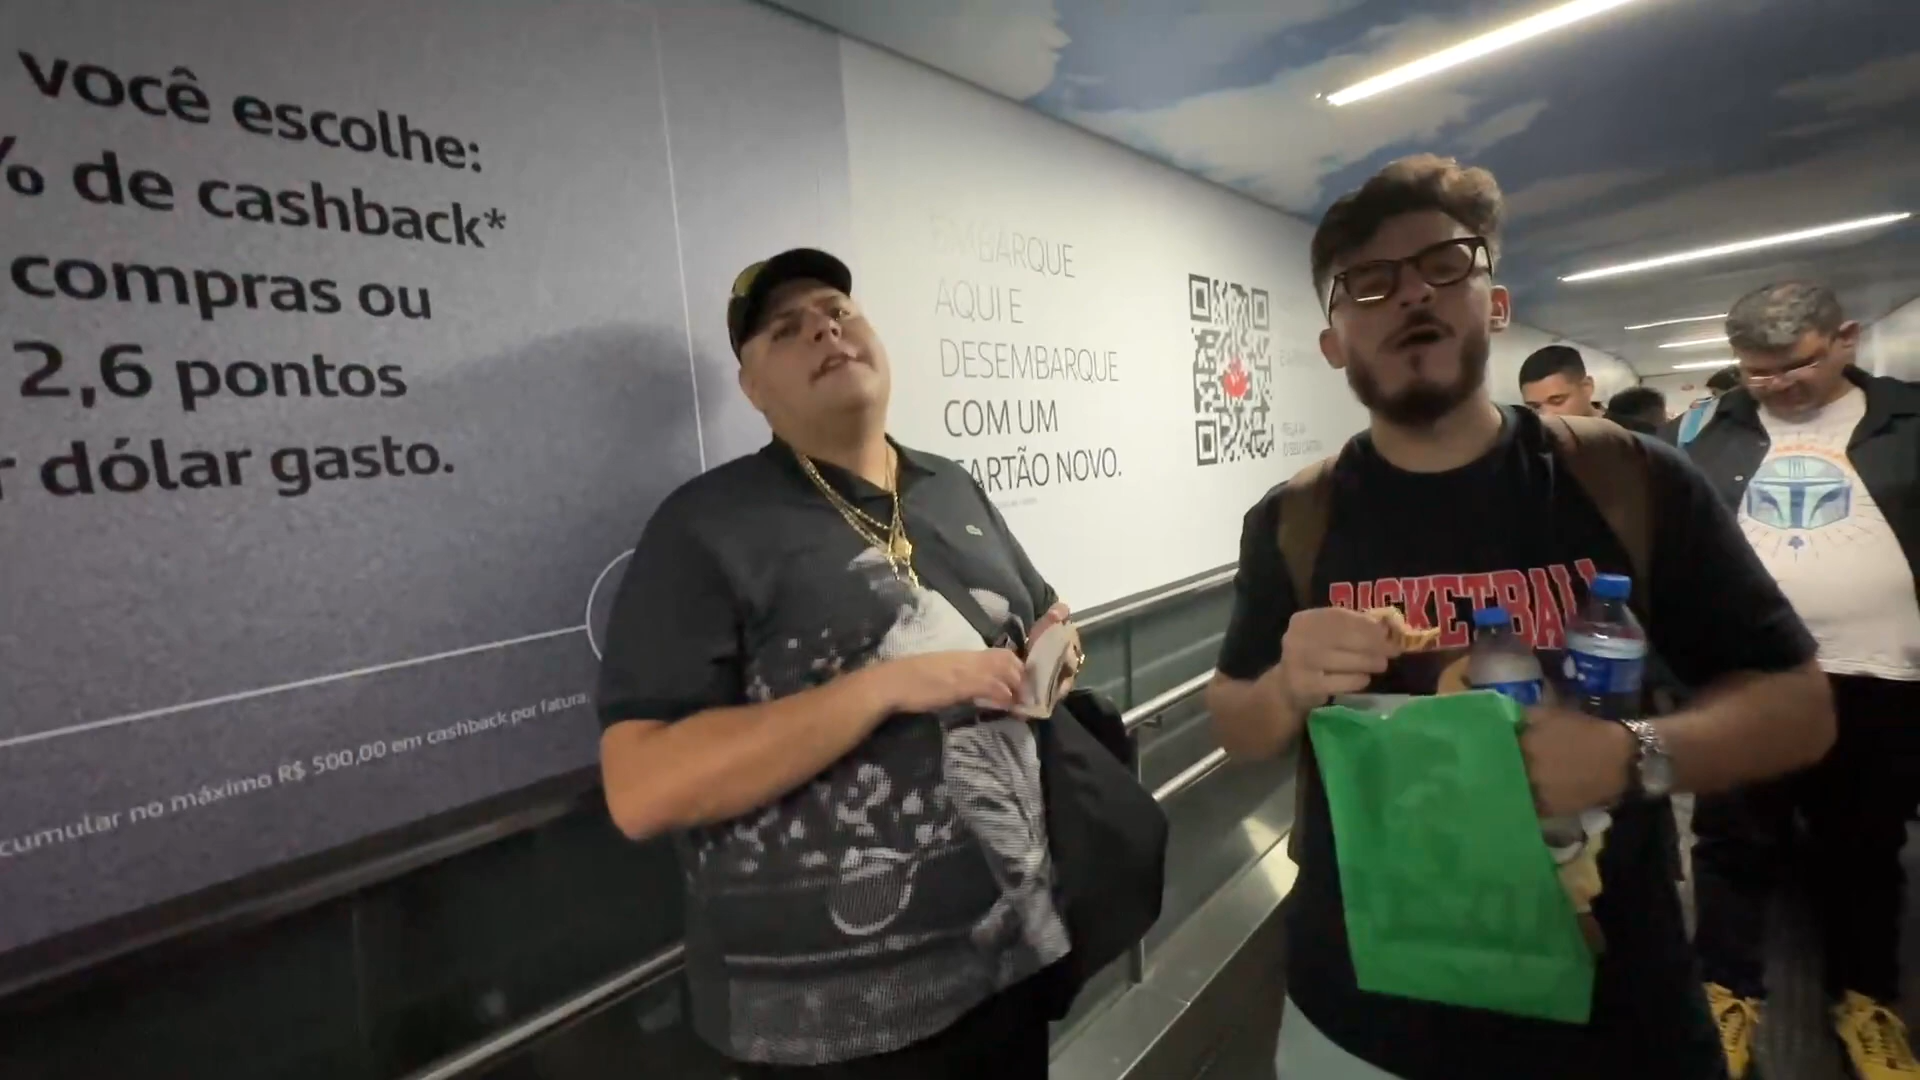 você escolhe:
% de cashback*
compras ou
2,6 pontos
r dólar gasto.
cumular no máximo R$ 500,00 em cashback por fatura.
EMBARQUE
AQUI E
DESEMBARQUE
COM UM
CARTÃO NOVO.
BASKETBALL